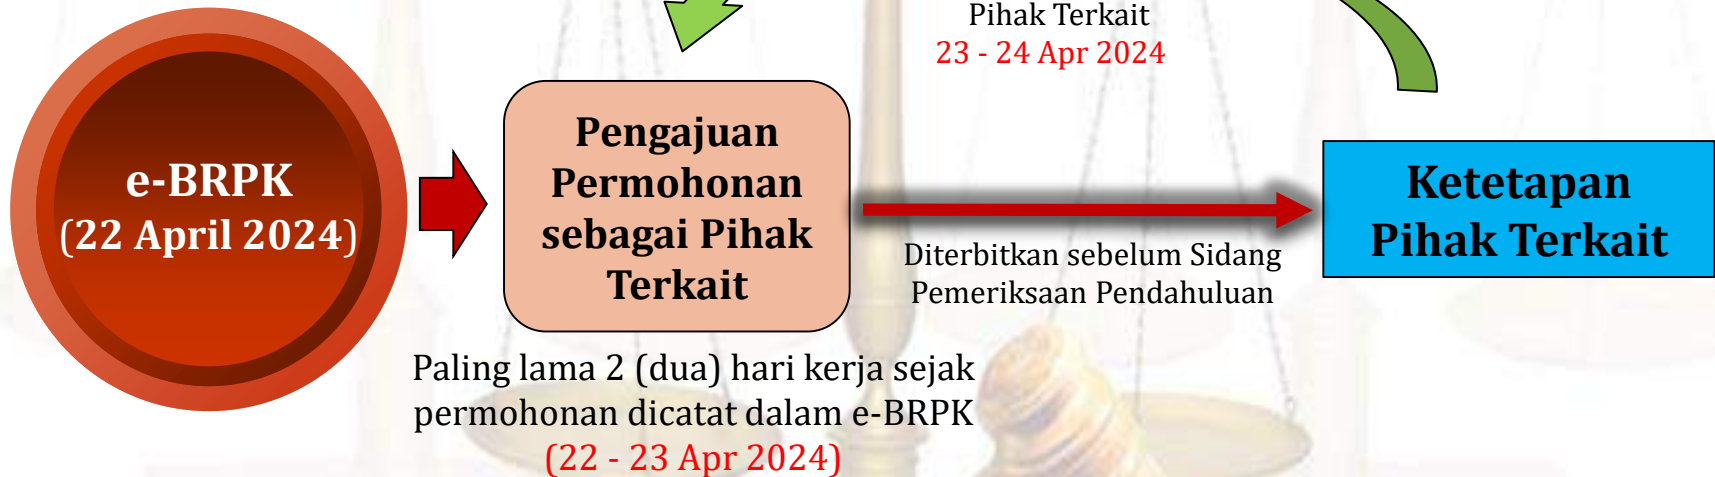 Pihak Terkait
23 - 24 Apr 2024
e-BRPK
(22 April 2024)
Pengajuan
Permohonan
sebagai Pihak
Terkait
Paling lama 2 (dua) hari kerja sejak
permohonan dicatat dalam e-BRPK
(22 - 23 Apr 2024)
Diterbitkan sebelum Sidang
Pemeriksaan Pendahuluan
Ketetapan
Pihak Terkait